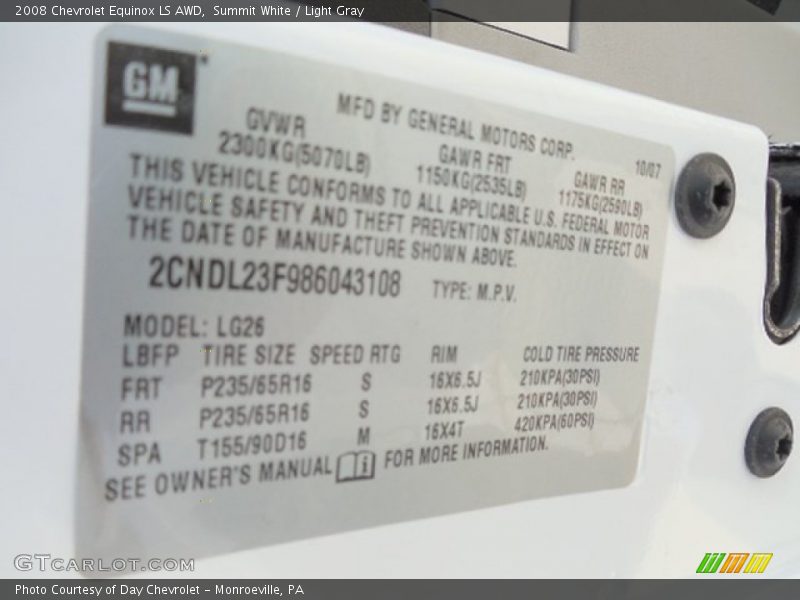 2008 Chevrolet Equinox LS AWD,  Summit White / Light Gray
GM
MFD BY GENERAL MOTORS CORP.
10/07
GVWR GAWR FRT GAWR RR
2300KG(5070LB) 1150KG(2535LB) 1175KG(2590LB)
THIS VEHICLE CONFORMS TO ALL APPLICABLE U.S. FEDERAL MOTOR
VEHICLE SAFETY AND THEFT PREVENTION STANDARDS IN EFFECT ON
THE DATE OF MANUFACTURE SHOWN ABOVE.
2CNDL23F986043108 TYPE: M.P.V.
MODEL: LG26
LBFP TIRE SIZE SPEED RTG RIM COLD TIRE PRESSURE
FRT P235/65R16 S 16X6.5J 210KPA(30PSI)
RR P235/65R16 S 16X6.5J 210KPA(30PSI)
SPA T155/90D16 M 16X4T 420KPA(60PSI)
SEE OWNER'S MANUAL FOR MORE INFORMATION.
GTCARLOT.COM
Photo Courtesy of Day Chevrolet - Monroeville, PA